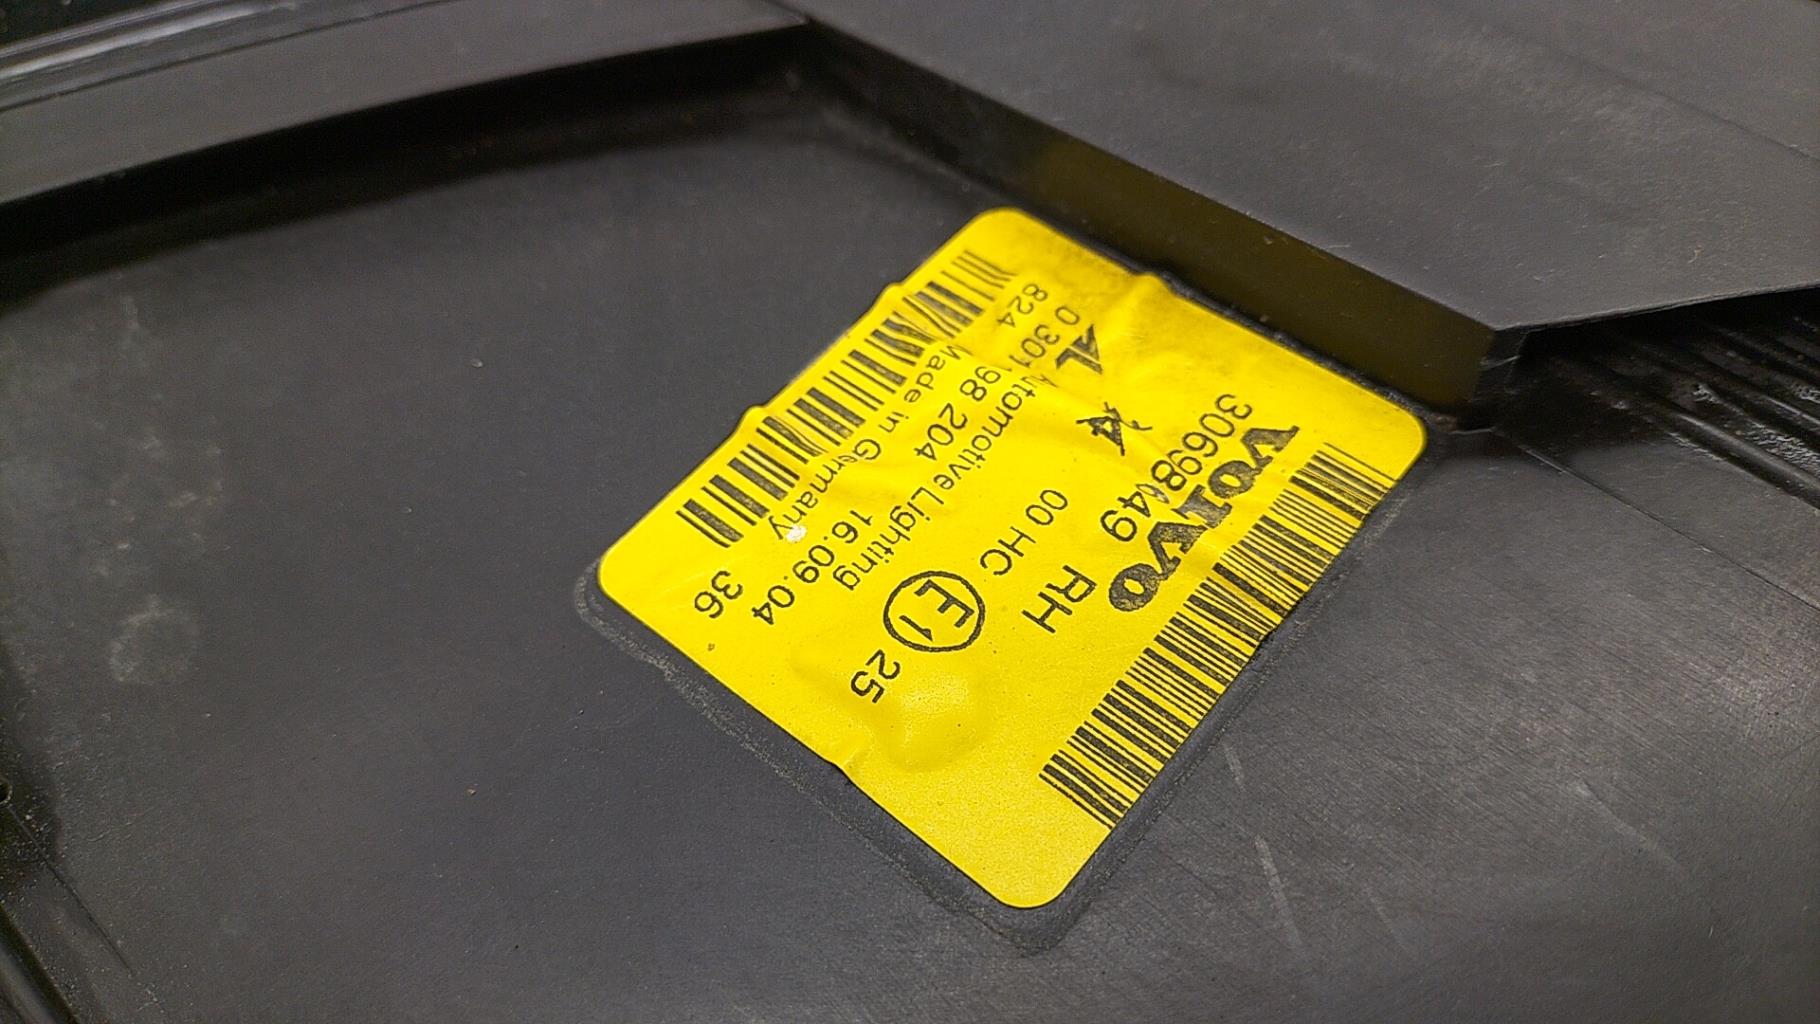 VOLVO
RH
00 HC
E1 25
AL Automotive Lighting
0 301 198 204 16.09.04
824 Made in Germany 36